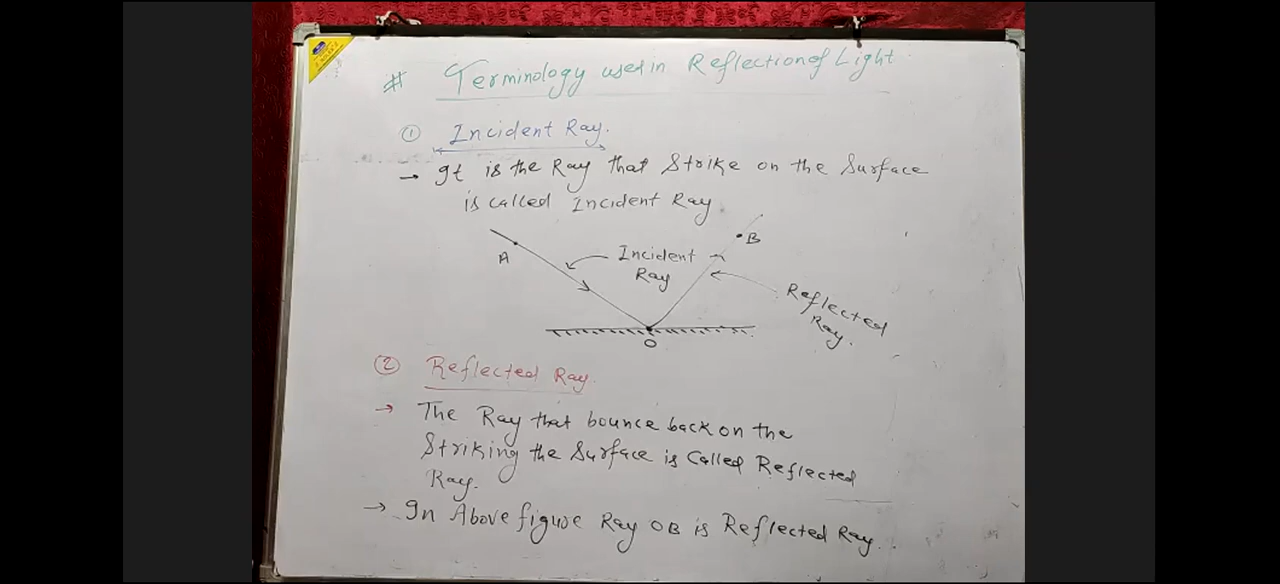 # Terminology used in Reflection of Light
① Incident Ray.
→ It is the Ray that Strike on the Surface
is called Incident Ray
A
Incident
Ray
B
Reflected
Ray.
O
② Reflected Ray.
→ The Ray that bounce back on the
Striking the Surface is Called Reflected
Ray.
→ In Above figure Ray OB is Reflected Ray.